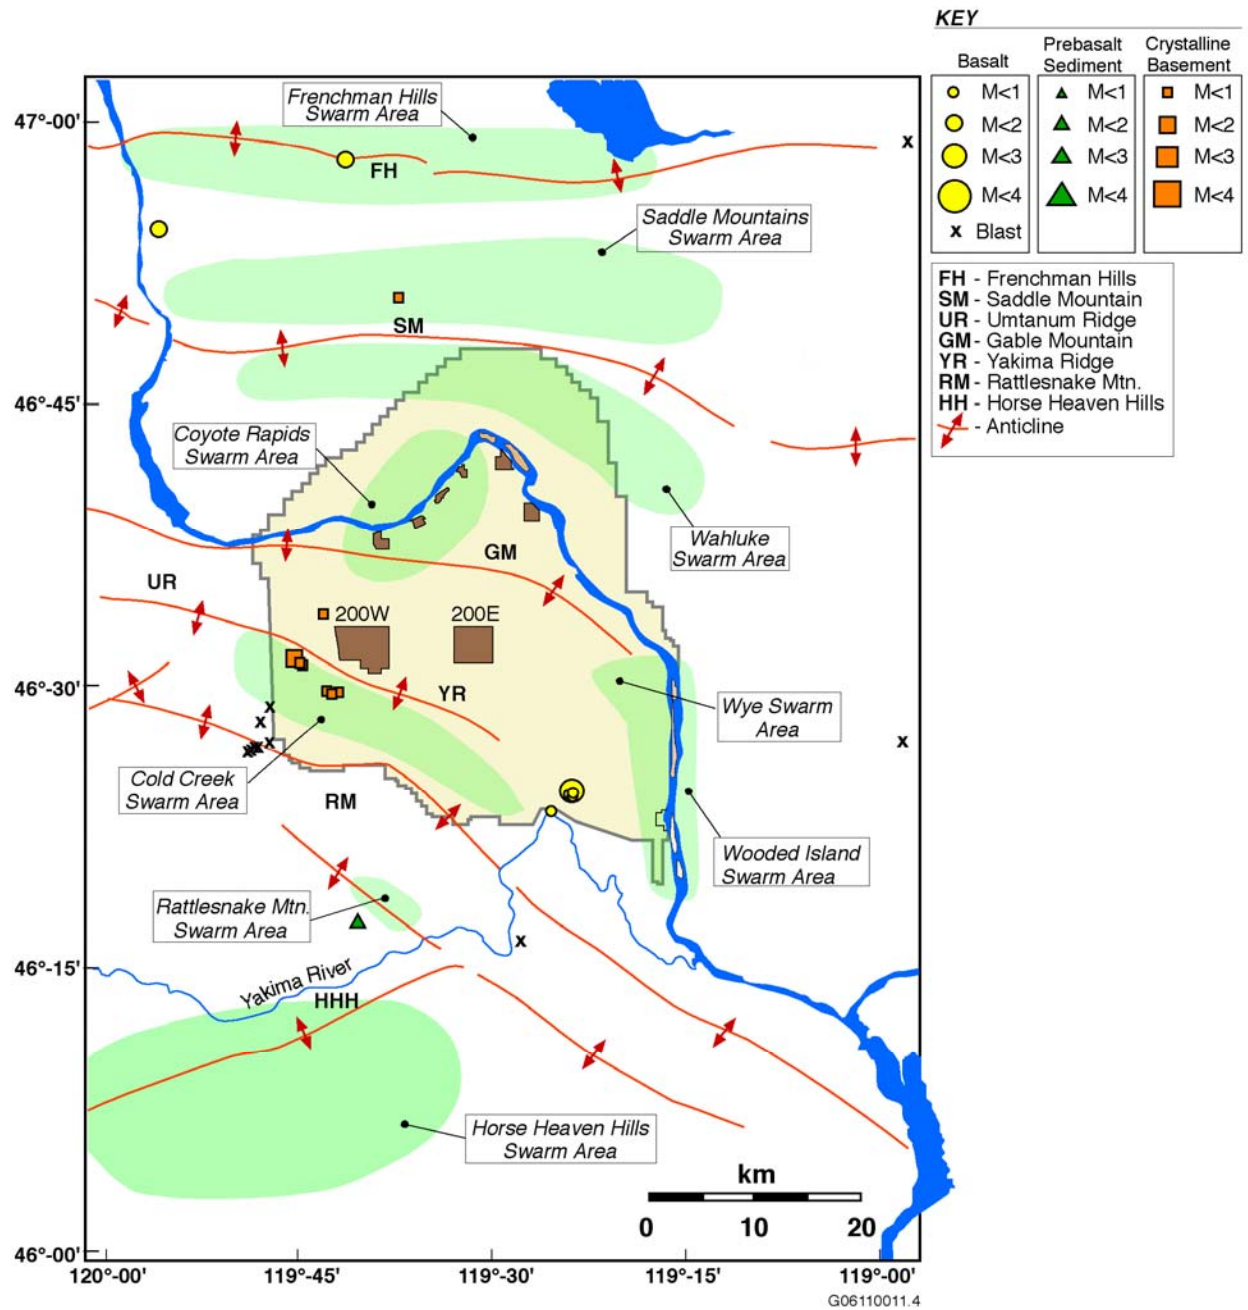 KEY
Basalt
Prebasalt
Sediment
Crystalline
Basement
M<1
M<2
M<3
M<4
x Blast
M<1
M<2
M<3
M<4
M<1
M<2
M<3
M<4
FH - Frenchman Hills
SM - Saddle Mountain
UR - Umtanum Ridge
GM - Gable Mountain
YR - Yakima Ridge
RM - Rattlesnake Mtn.
HH - Horse Heaven Hills
- Anticline
47°-00'
46°-45'
46°-30'
46°-15'
46°-00'
Frenchman Hills
Swarm Area
x
FH
Saddle Mountains
Swarm Area
SM
Coyote Rapids
Swarm Area
Wahluke
Swarm Area
GM
UR
200W
200E
YR
Wye Swarm
Area
x
x
x
x
x
Cold Creek
Swarm Area
RM
Wooded Island
Swarm Area
Rattlesnake Mtn.
Swarm Area
x
Yakima River
HHH
Horse Heaven Hills
Swarm Area
km
0 10 20
120°-00' 119°-45' 119°-30' 119°-15' 119°-00'
G06110011.4